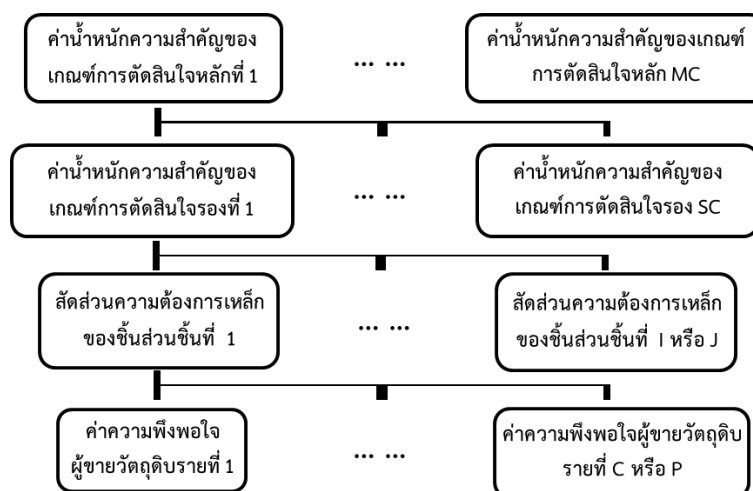 ค่าน้ำหนักความสำคัญของ
เกณฑ์การตัดสินใจหลักที่ 1
... ...
ค่าน้ำหนักความสำคัญของเกณฑ์
การตัดสินใจหลัก MC
ค่าน้ำหนักความสำคัญของ
เกณฑ์การตัดสินใจรองที่ 1
... ...
ค่าน้ำหนักความสำคัญของ
เกณฑ์การตัดสินใจรอง SC
สัดส่วนความต้องการเหล็ก
ของชิ้นส่วนชิ้นที่ 1
... ...
สัดส่วนความต้องการเหล็ก
ของชิ้นส่วนชิ้นที่ I หรือ J
ค่าความพึงพอใจ
ผู้ขายวัตถุดิบรายที่ 1
... ...
ค่าความพึงพอใจผู้ขายวัตถุดิบ
รายที่ C หรือ P